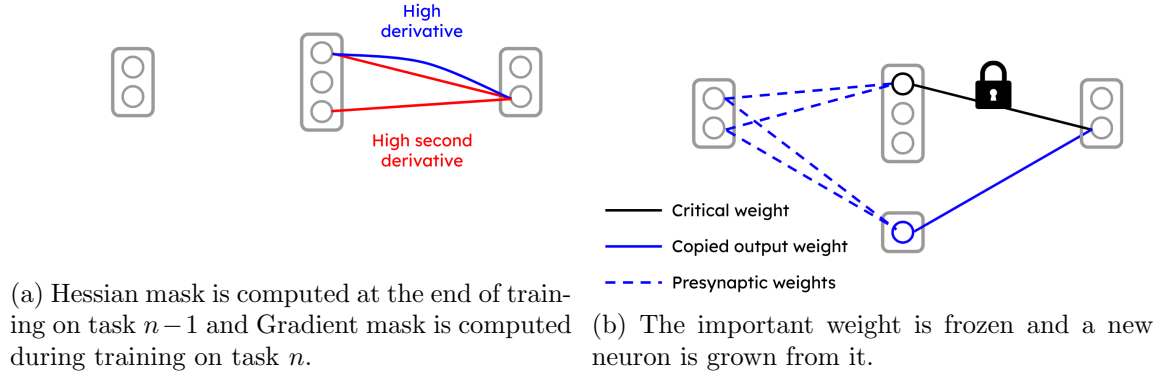 High
derivative
High second
derivative
Critical weight
Copied output weight
Presynaptic weights
(a) Hessian mask is computed at the end of train-
ing on task n−1 and Gradient mask is computed
during training on task n.
(b) The important weight is frozen and a new
neuron is grown from it.